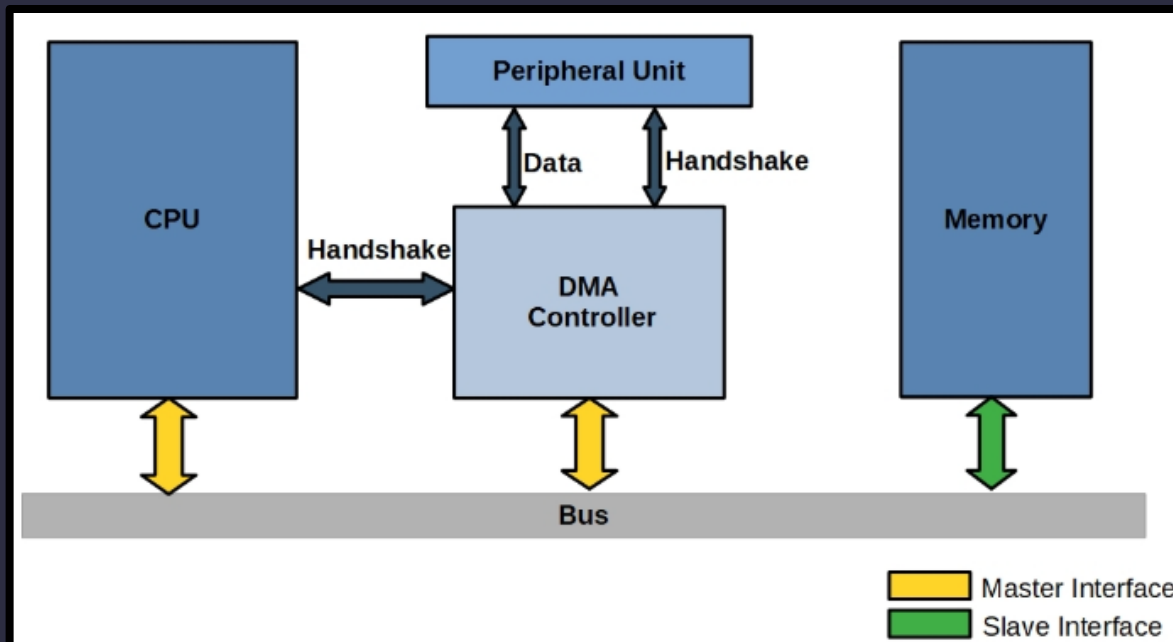 Peripheral Unit
Data
Handshake
CPU
Memory
Handshake
DMA
Controller
Bus
Master Interface
Slave Interface